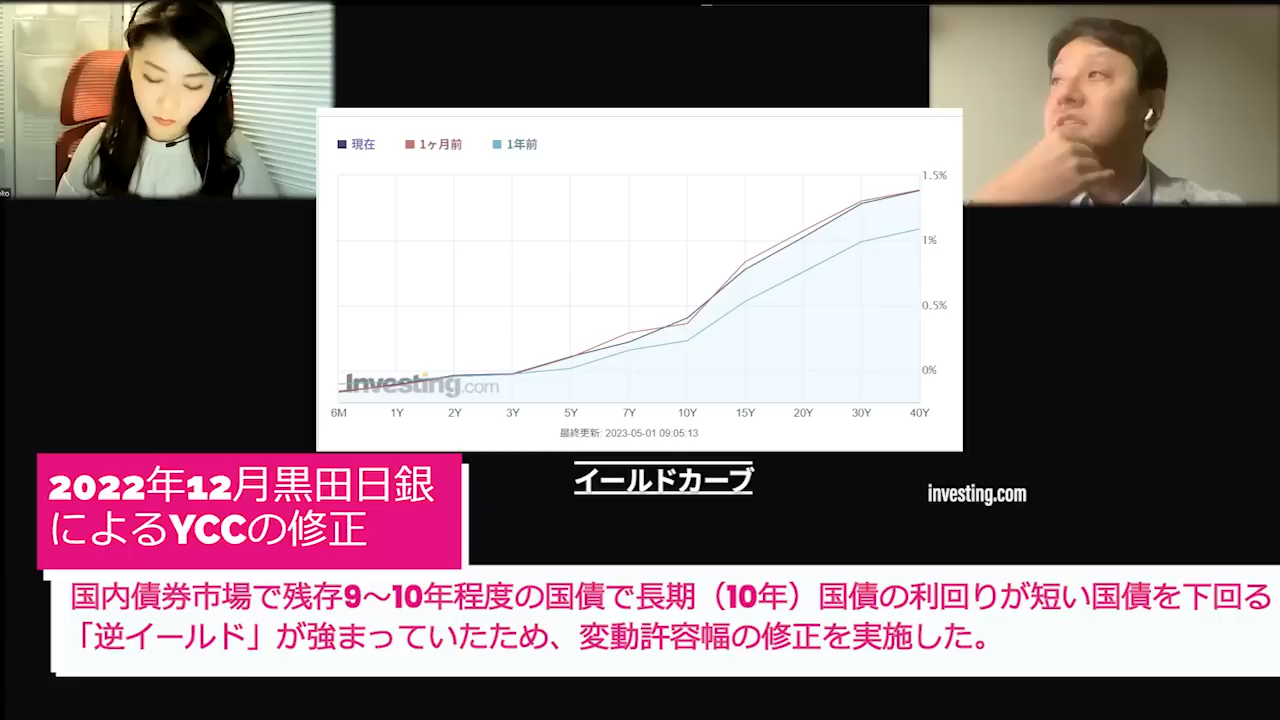 現在
1ヶ月前
1年前
1.5%
1%
0.5%
0%
Investing.com
6M 1Y 2Y 3Y 5Y 7Y 10Y 15Y 20Y 30Y 40Y
最終更新: 2023-05-01 09:05:13
2022年12月黒田日銀
によるYCCの修正
イールドカーブ
investing.com
国内債券市場で残存9〜10年程度の国債で長期（10年）国債の利回りが短い国債を下回る
「逆イールド」が強まっていたため、変動許容幅の修正を実施した。